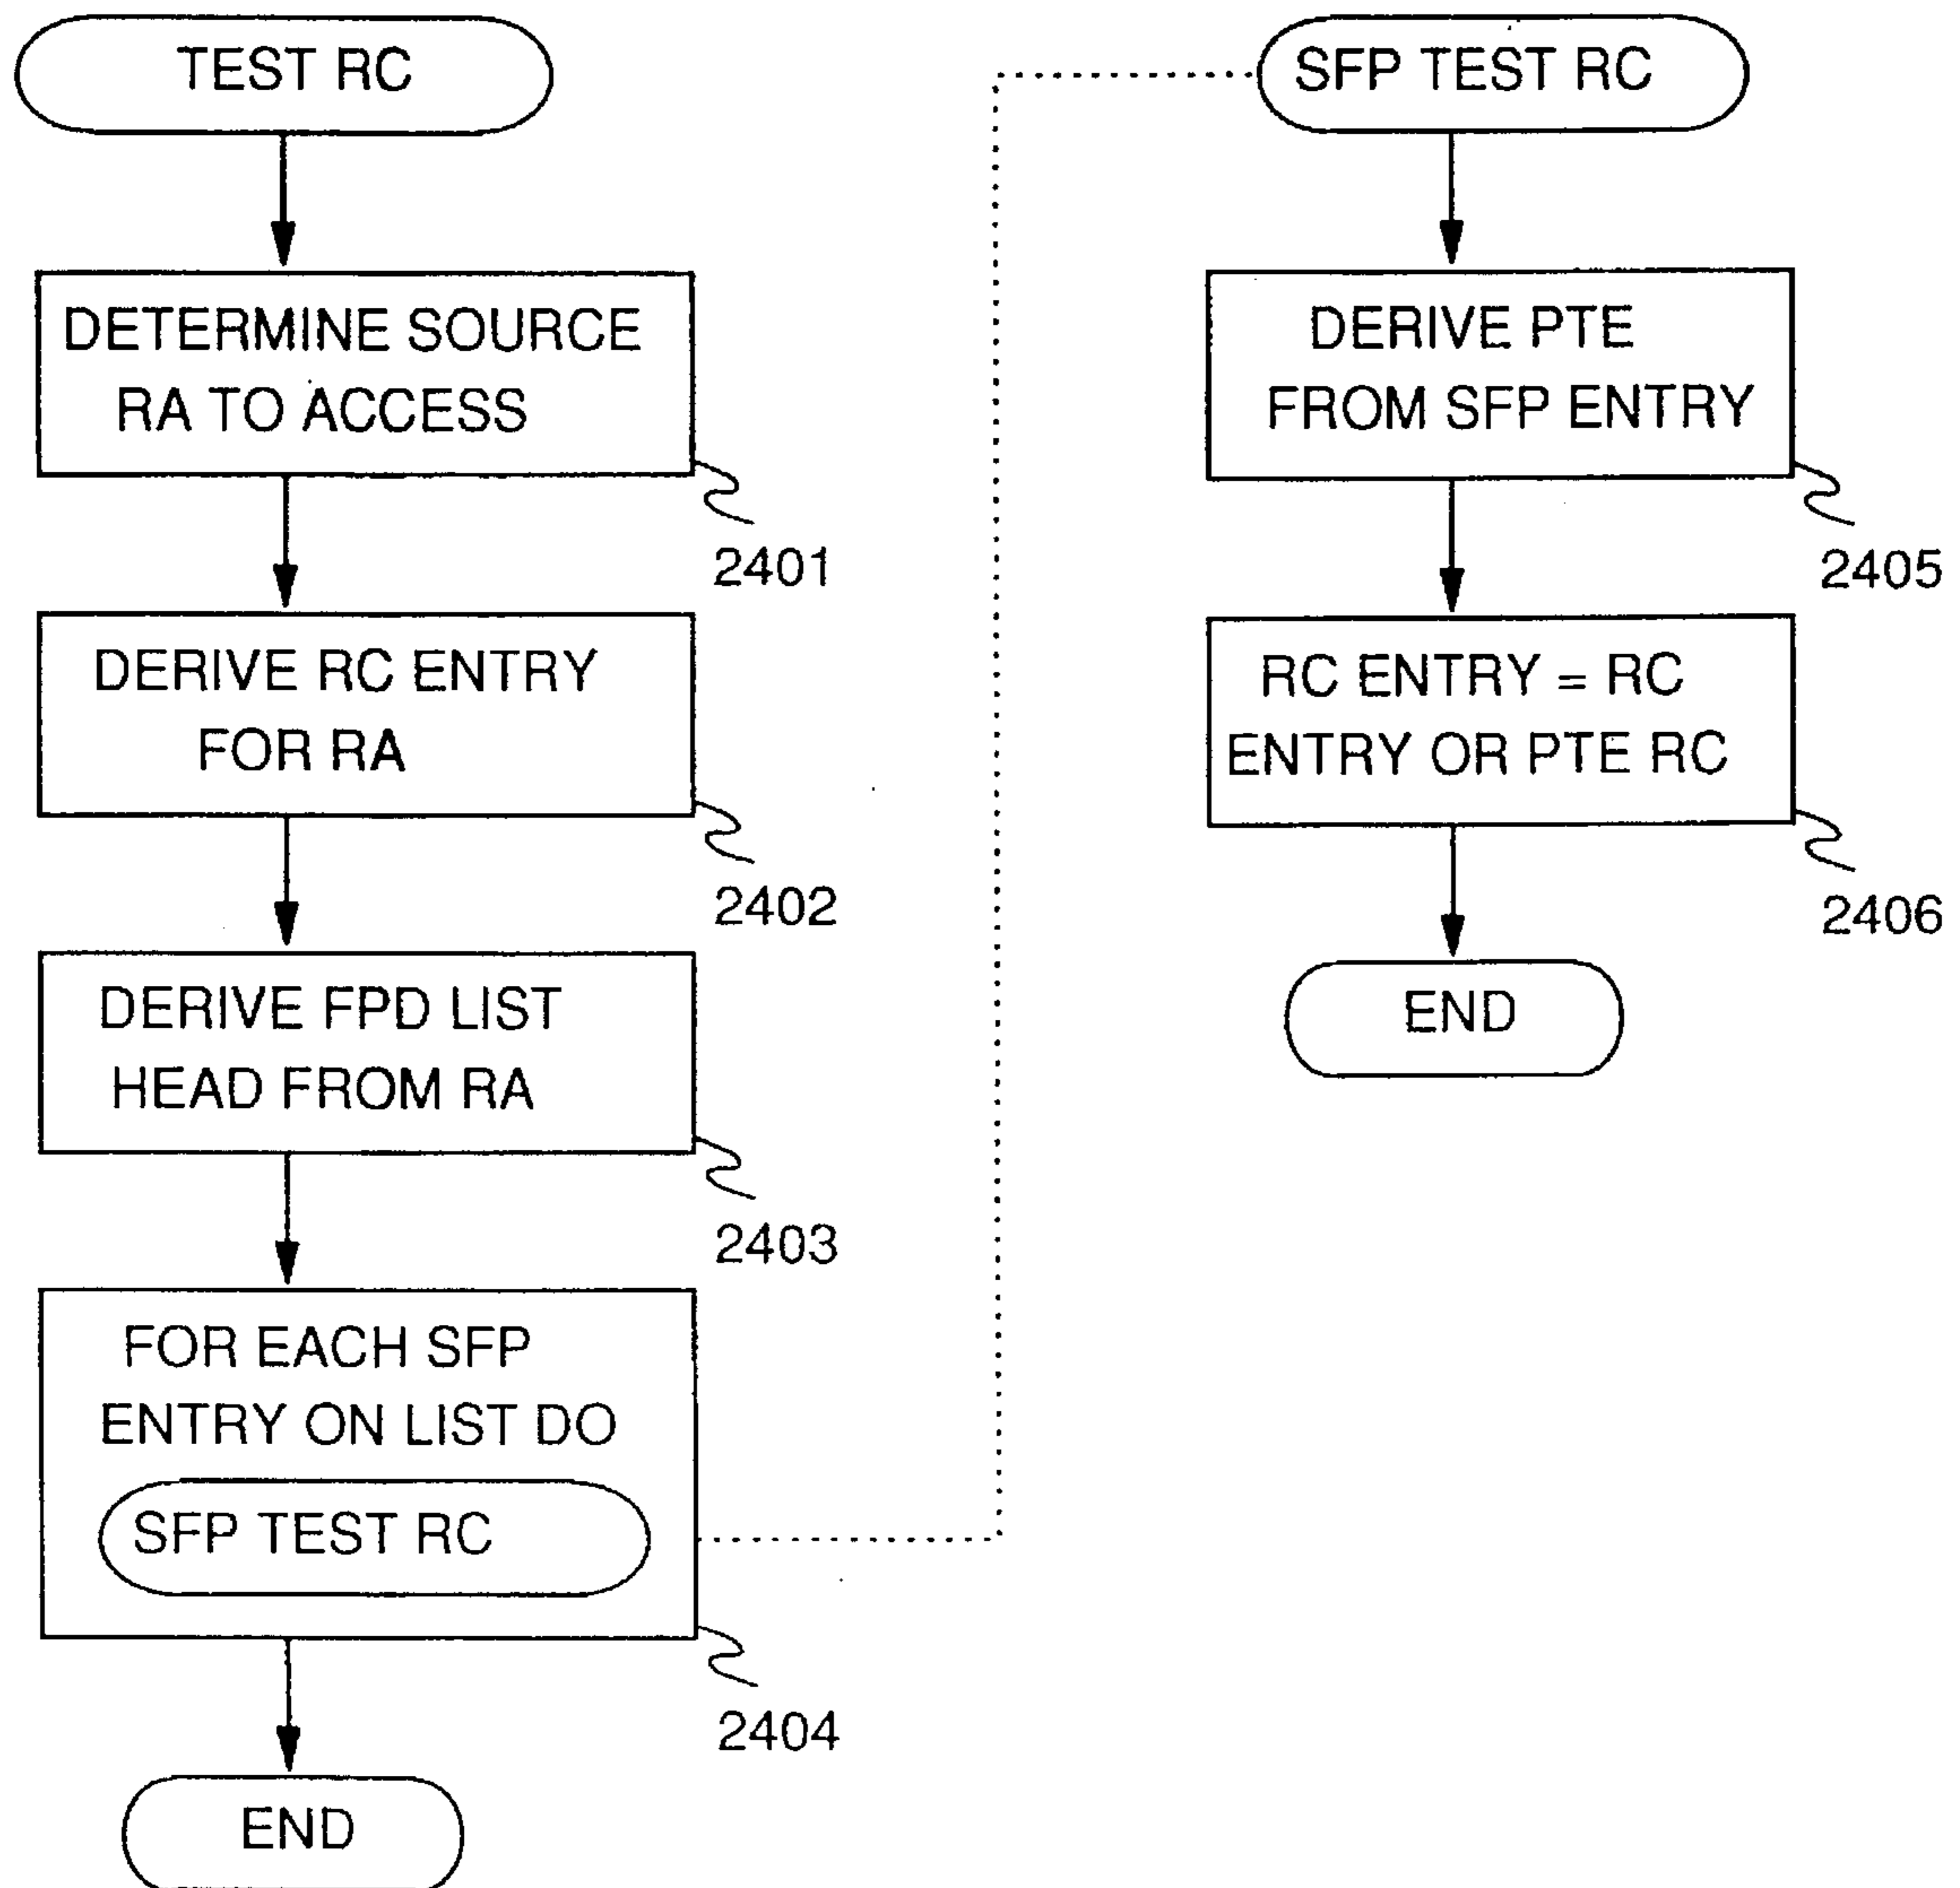 TEST RC
DETERMINE SOURCE
RA TO ACCESS
2401
DERIVE RC ENTRY
FOR RA
2402
DERIVE FPD LIST
HEAD FROM RA
2403
FOR EACH SFP
ENTRY ON LIST DO
SFP TEST RC
2404
END
SFP TEST RC
DERIVE PTE
FROM SFP ENTRY
2405
RC ENTRY = RC
ENTRY OR PTE RC
2406
END